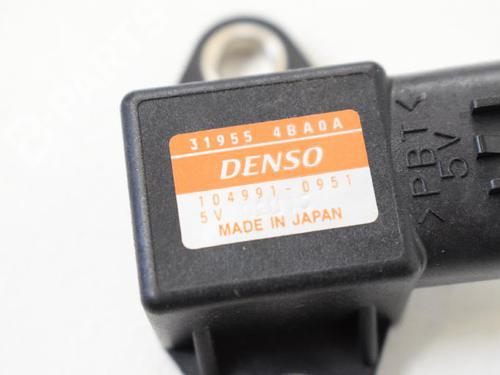 31955 4BA0A
DENSO
104991-0951
5V
MADE IN JAPAN
>PBT<
5V